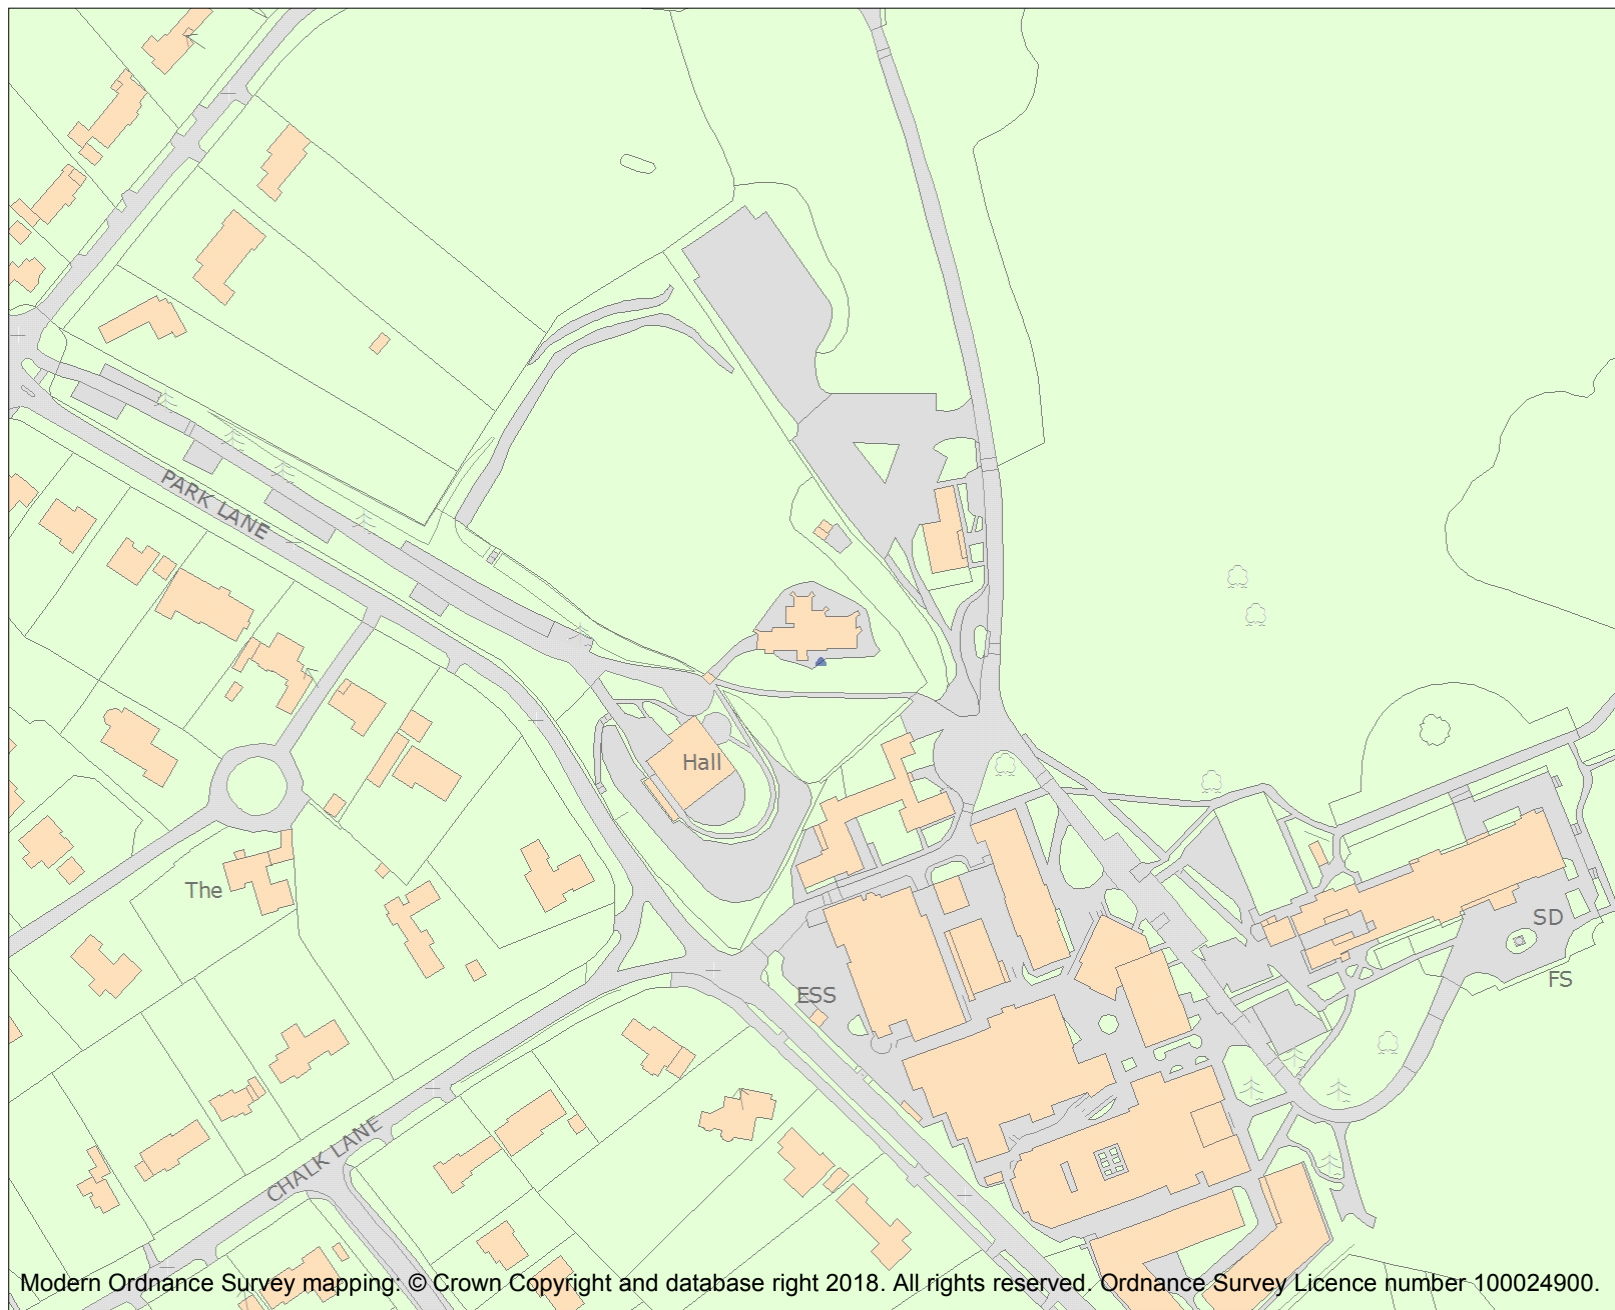 PARK LANE
Hall
The
SD
FS
ESS
CHALK LANE
Modern Ordnance Survey mapping: © Crown Copyright and database right 2018. All rights reserved. Ordnance Survey Licence number 100024900.